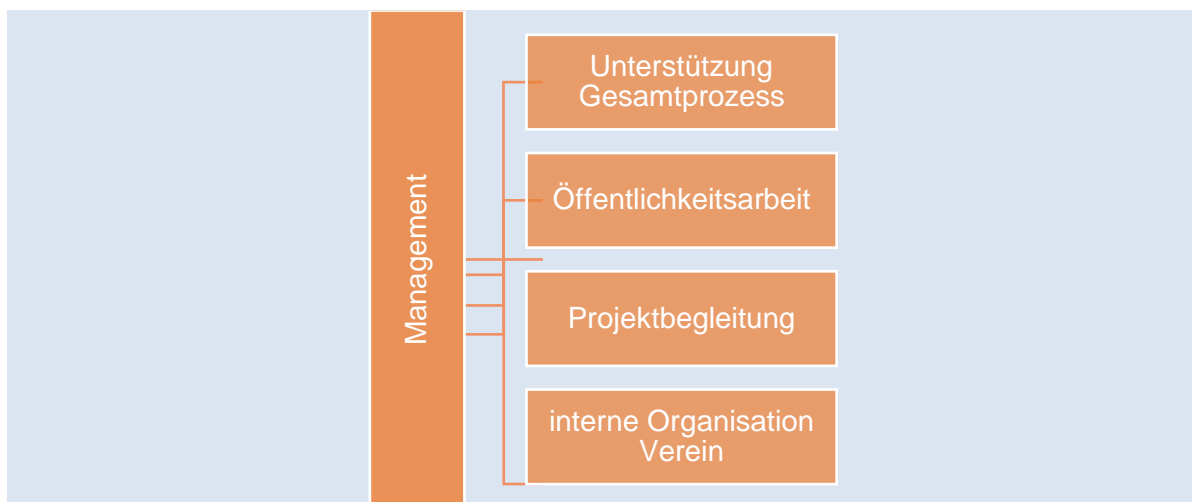 Management
Unterstützung
Gesamtprozess
Öffentlichkeitsarbeit
Projektbegleitung
interne Organisation
Verein